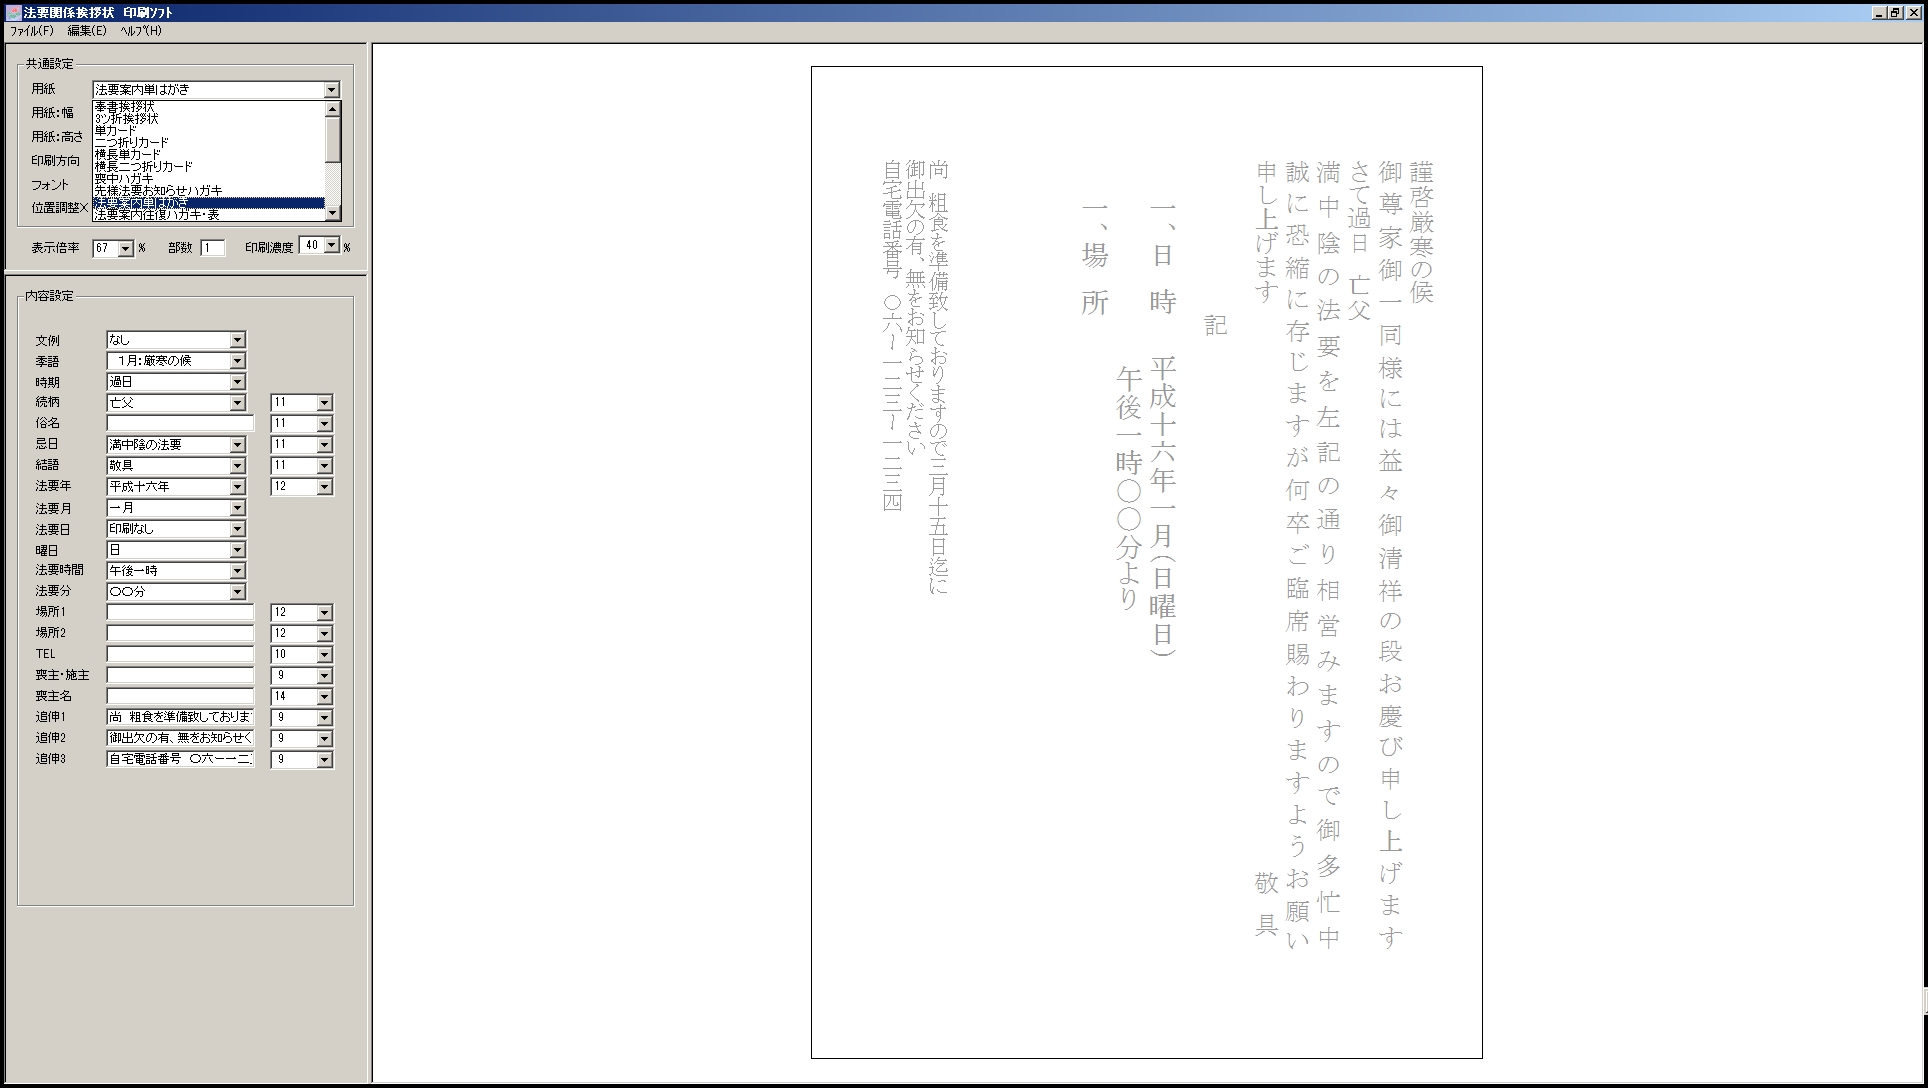 法要関係挨拶状 印刷ソフト
ファイル(F) 編集(E) ヘルプ(H)
共通設定
用紙 法要案内単はがき
用紙:幅
用紙:高さ
印刷方向
フォント
位置調整X
奉書挨拶状
3ツ折挨拶状
単カード
二つ折りカード
横長単カード
横長二つ折りカード
喪中ハガキ
先様法要お知らせハガキ
法要案内単はがき
法要案内往復ハガキ・表
表示倍率 67 % 部数 1 印刷濃度 40 %
内容設定
文例 なし
季語 1月:厳寒の候
時期 過日
続柄 亡父 11
俗名 11
忌日 満中陰の法要 11
結語 敬具 11
法要年 平成十六年 12
法要月 一月
法要日 印刷なし
曜日 日
法要時間 午後一時
法要分 〇〇分
場所1 12
場所2 12
TEL 10
喪主・施主 9
喪主名 14
追伸1 尚 粗食を準備致しておりま 9
追伸2 御出欠の有、無をお知らせく 9
追伸3 自宅電話番号 〇六ー一二 9
謹啓厳寒の候
御尊家御一同様には益々御清祥の段お慶び申し上げます
さて過日 亡父
満中陰の法要を左記の通り相営みますので御多忙中
誠に恐縮に存じますが何卒ご臨席賜わりますようお願い
申し上げます 敬具
記
一、日 時 平成十六年一月(日曜日)
午後一時〇〇分より
一、場 所
尚 粗食を準備致しておりますので三月十五日迄に
御出欠の有、無をお知らせください
自宅電話番号 〇六ー一二三ー一二三四